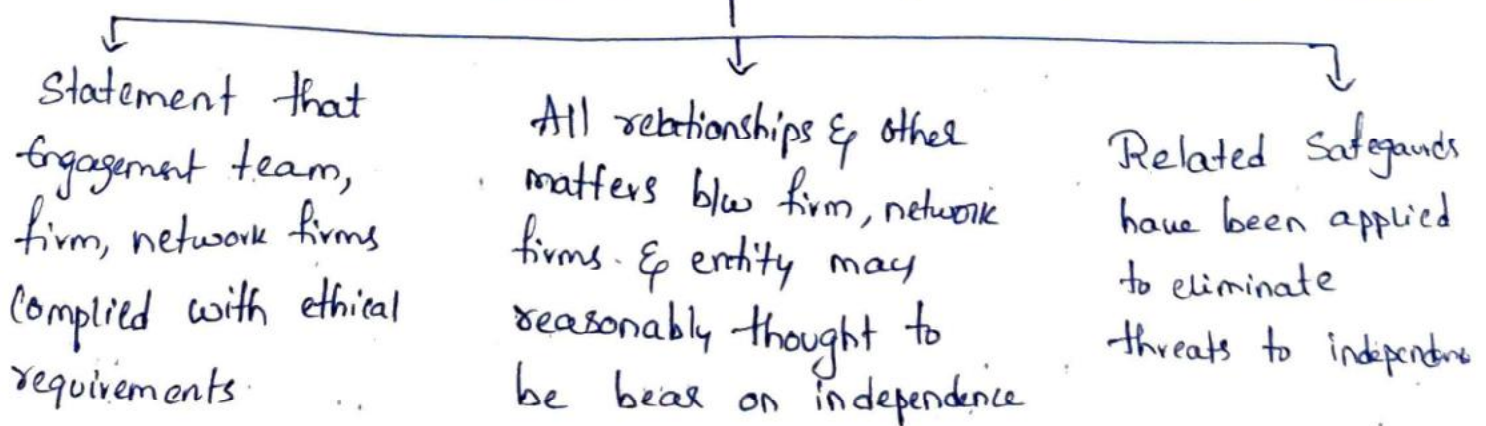 Statement that
Engagement team,
firm, network firms
Complied with ethical
requirements.
All relationships & other
matters b/w firm, network
firms. & entity may
reasonably thought to
be bear on independence
Related Safegaurds
have been applied
to eliminate
threats to independence